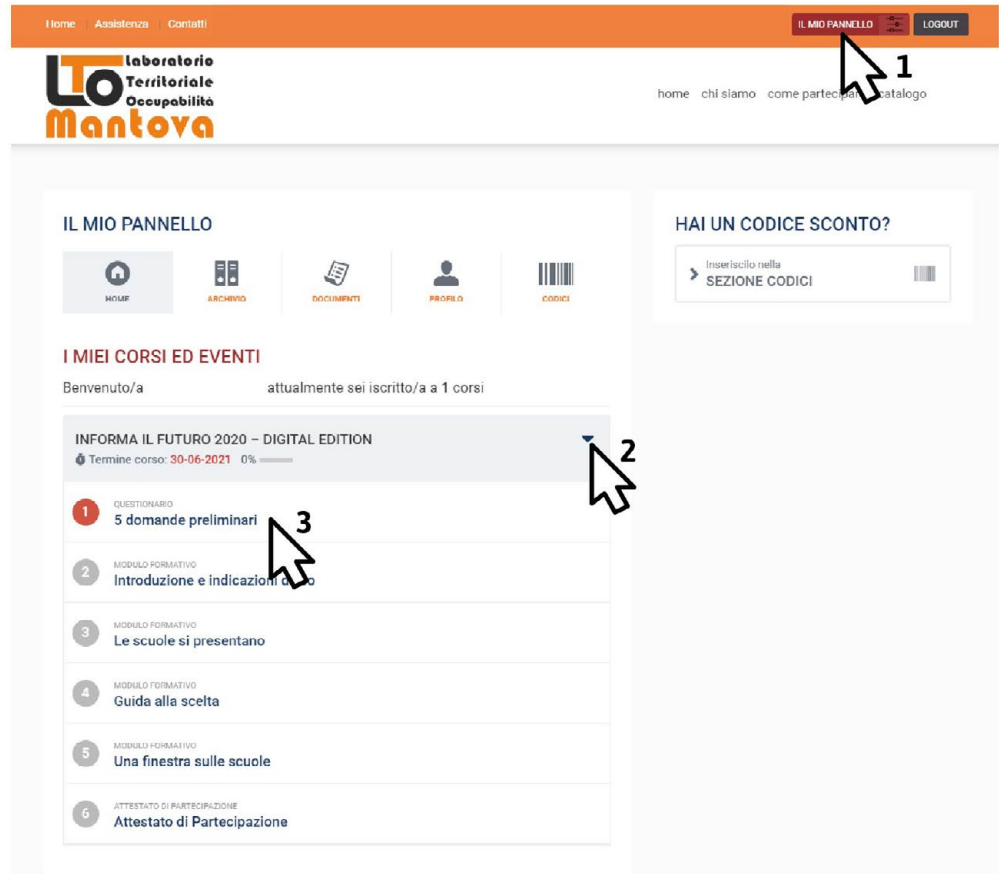 Home Assistenza Contatti
IL MIO PANNELLO LOGOUT
1
Laboratorio
Territoriale
Occupabilità
LTO
Mantova
home chi siamo come partecipare catalogo
IL MIO PANNELLO
HOME ARCHIVIO DOCUMENTI PROFILO CODICI
HAI UN CODICE SCONTO?
Inseriscilo nella
SEZIONE CODICI
I MIEI CORSI ED EVENTI
Benvenuto/a attualmente sei iscritto/a a 1 corsi
INFORMA IL FUTURO 2020 – DIGITAL EDITION
Termine corso: 30-06-2021 0%
2
1
QUESTIONARIO
5 domande preliminari
3
2
MODULO FORMATIVO
Introduzione e indicazioni
3
MODULO FORMATIVO
Le scuole si presentano
4
MODULO FORMATIVO
Guida alla scelta
5
MODULO FORMATIVO
Una finestra sulle scuole
6
ATTESTATO DI PARTECIPAZIONE
Attestato di Partecipazione